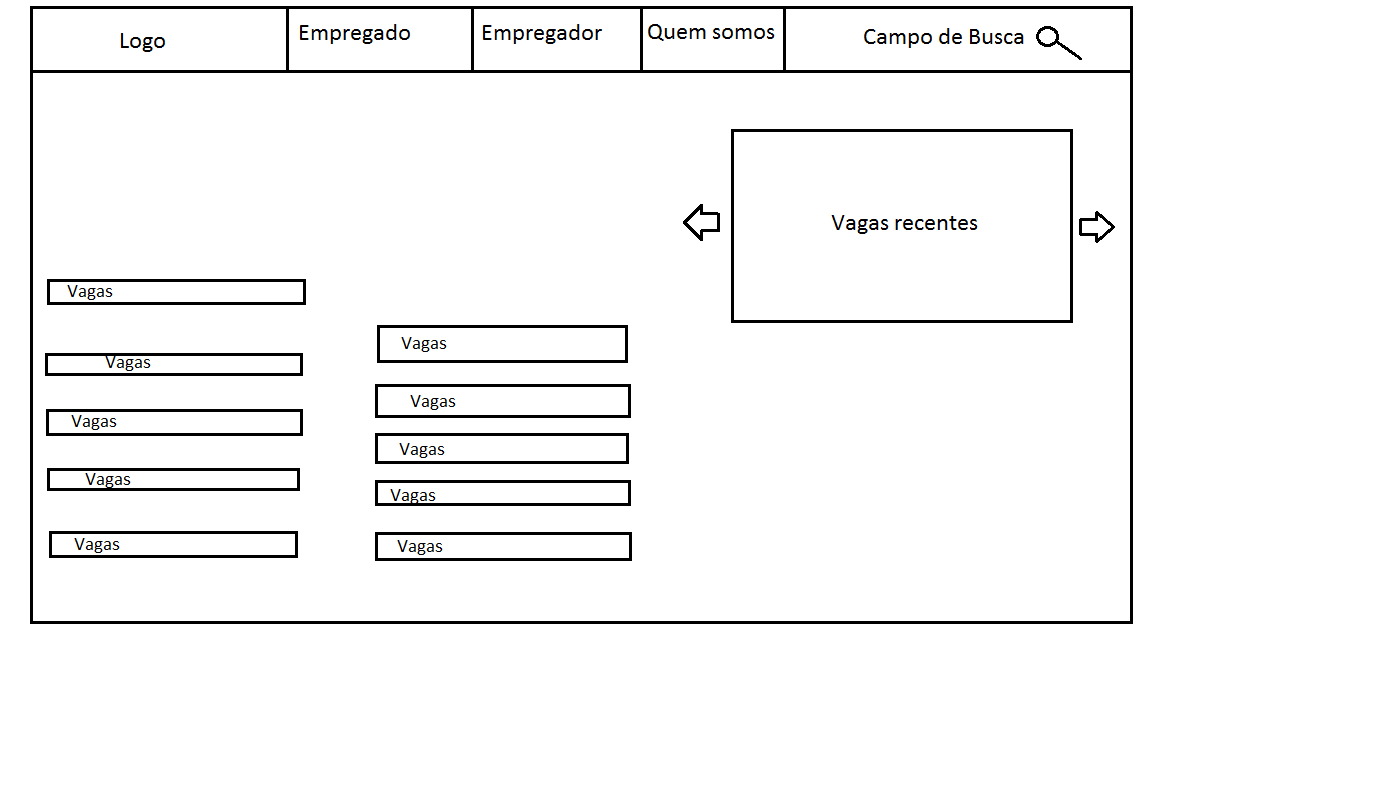 Logo
Empregado
Empregador
Quem somos
Campo de Busca
Vagas recentes
Vagas
Vagas
Vagas
Vagas
Vagas
Vagas
Vagas
Vagas
Vagas
Vagas